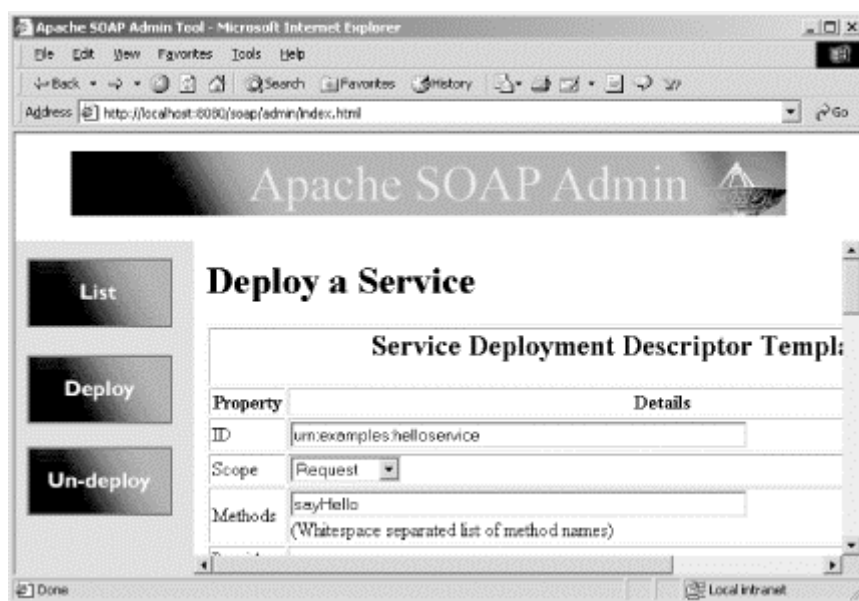 Apache SOAP Admin Tool - Microsoft Internet Explorer
File Edit View Favorites Tools Help
Back Search Favorites History
Address http://localhost:8080/soap/admin/index.html Go
Apache SOAP Admin
List
Deploy
Un-deploy
Deploy a Service
Service Deployment Descriptor Templa
Property Details
ID urn:examples:helloservice
Scope Request
Methods sayHello
(Whitespace separated list of method names)
Done Local intranet